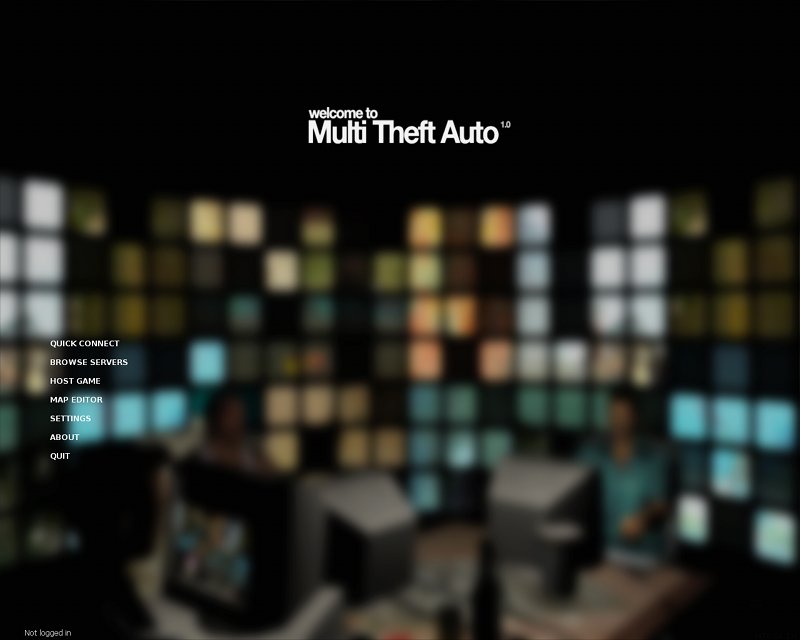 welcome to
Multi Theft Auto 1.0
QUICK CONNECT
BROWSE SERVERS
HOST GAME
MAP EDITOR
SETTINGS
ABOUT
QUIT
Not logged in